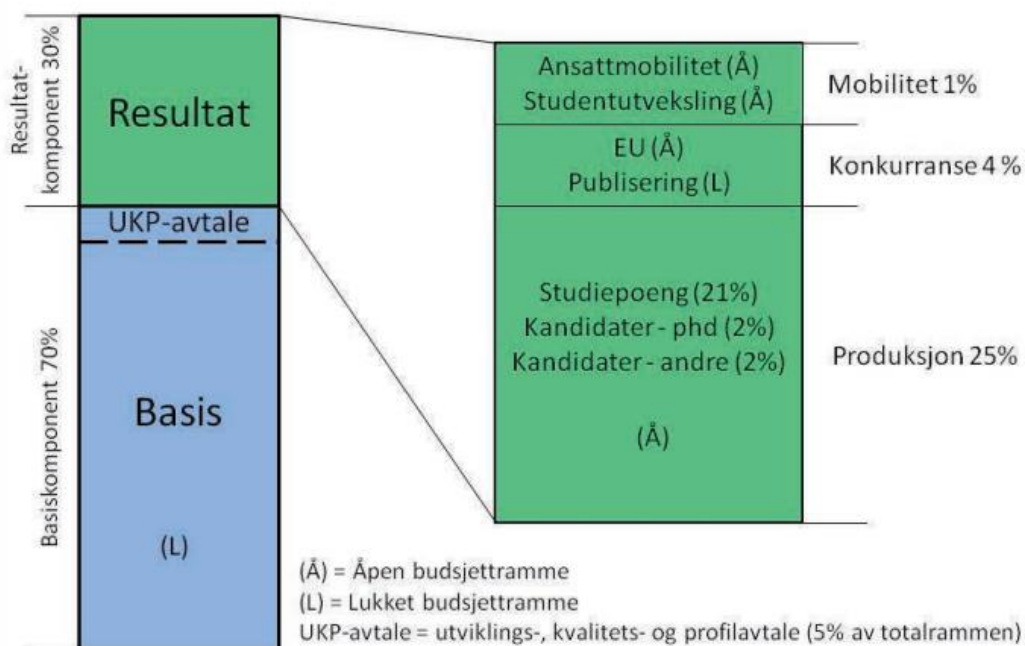 Resultat-
komponent 30%
Resultat
UKP-avtale
Basiskomponent 70%
Basis
(L)
Ansattmobilitet (Å)
Studentutveksling (Å)
Mobilitet 1%
EU (Å)
Publisering (L)
Konkurranse 4 %
Studiepoeng (21%)
Kandidater - phd (2%)
Kandidater - andre (2%)
(Å)
Produksjon 25%
(Å) = Åpen budsjettramme
(L) = Lukket budsjettramme
UKP-avtale = utviklings-, kvalitets- og profilavtale (5% av totalrammen)